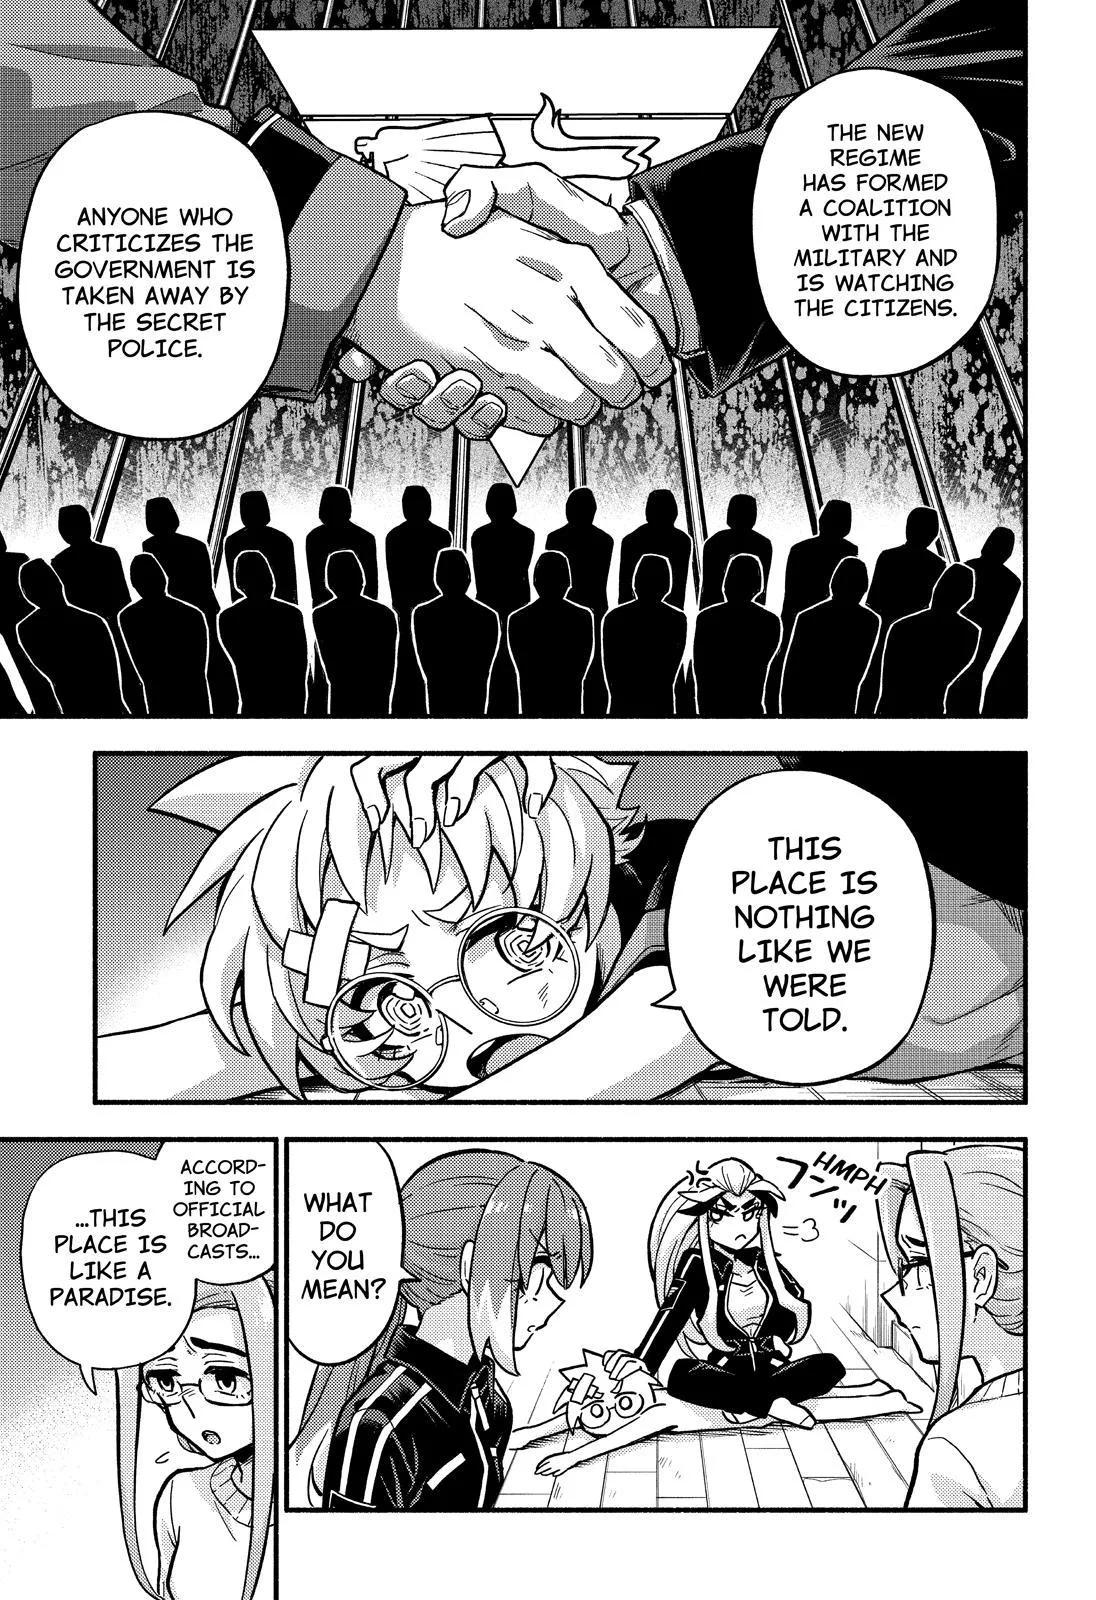 THE NEW
REGIME
HAS FORMED
A COALITION
WITH THE
MILITARY AND
IS WATCHING
THE CITIZENS.
ANYONE WHO
CRITICIZES THE
GOVERNMENT IS
TAKEN AWAY BY
THE SECRET
POLICE.
THIS
PLACE IS
NOTHING
LIKE WE
WERE
TOLD.
HMPH
フンッ
WHAT
DO
YOU
MEAN?
ACCORD-
ING TO
OFFICIAL
BROAD-
CASTS...
...THIS
PLACE IS
LIKE A
PARADISE.